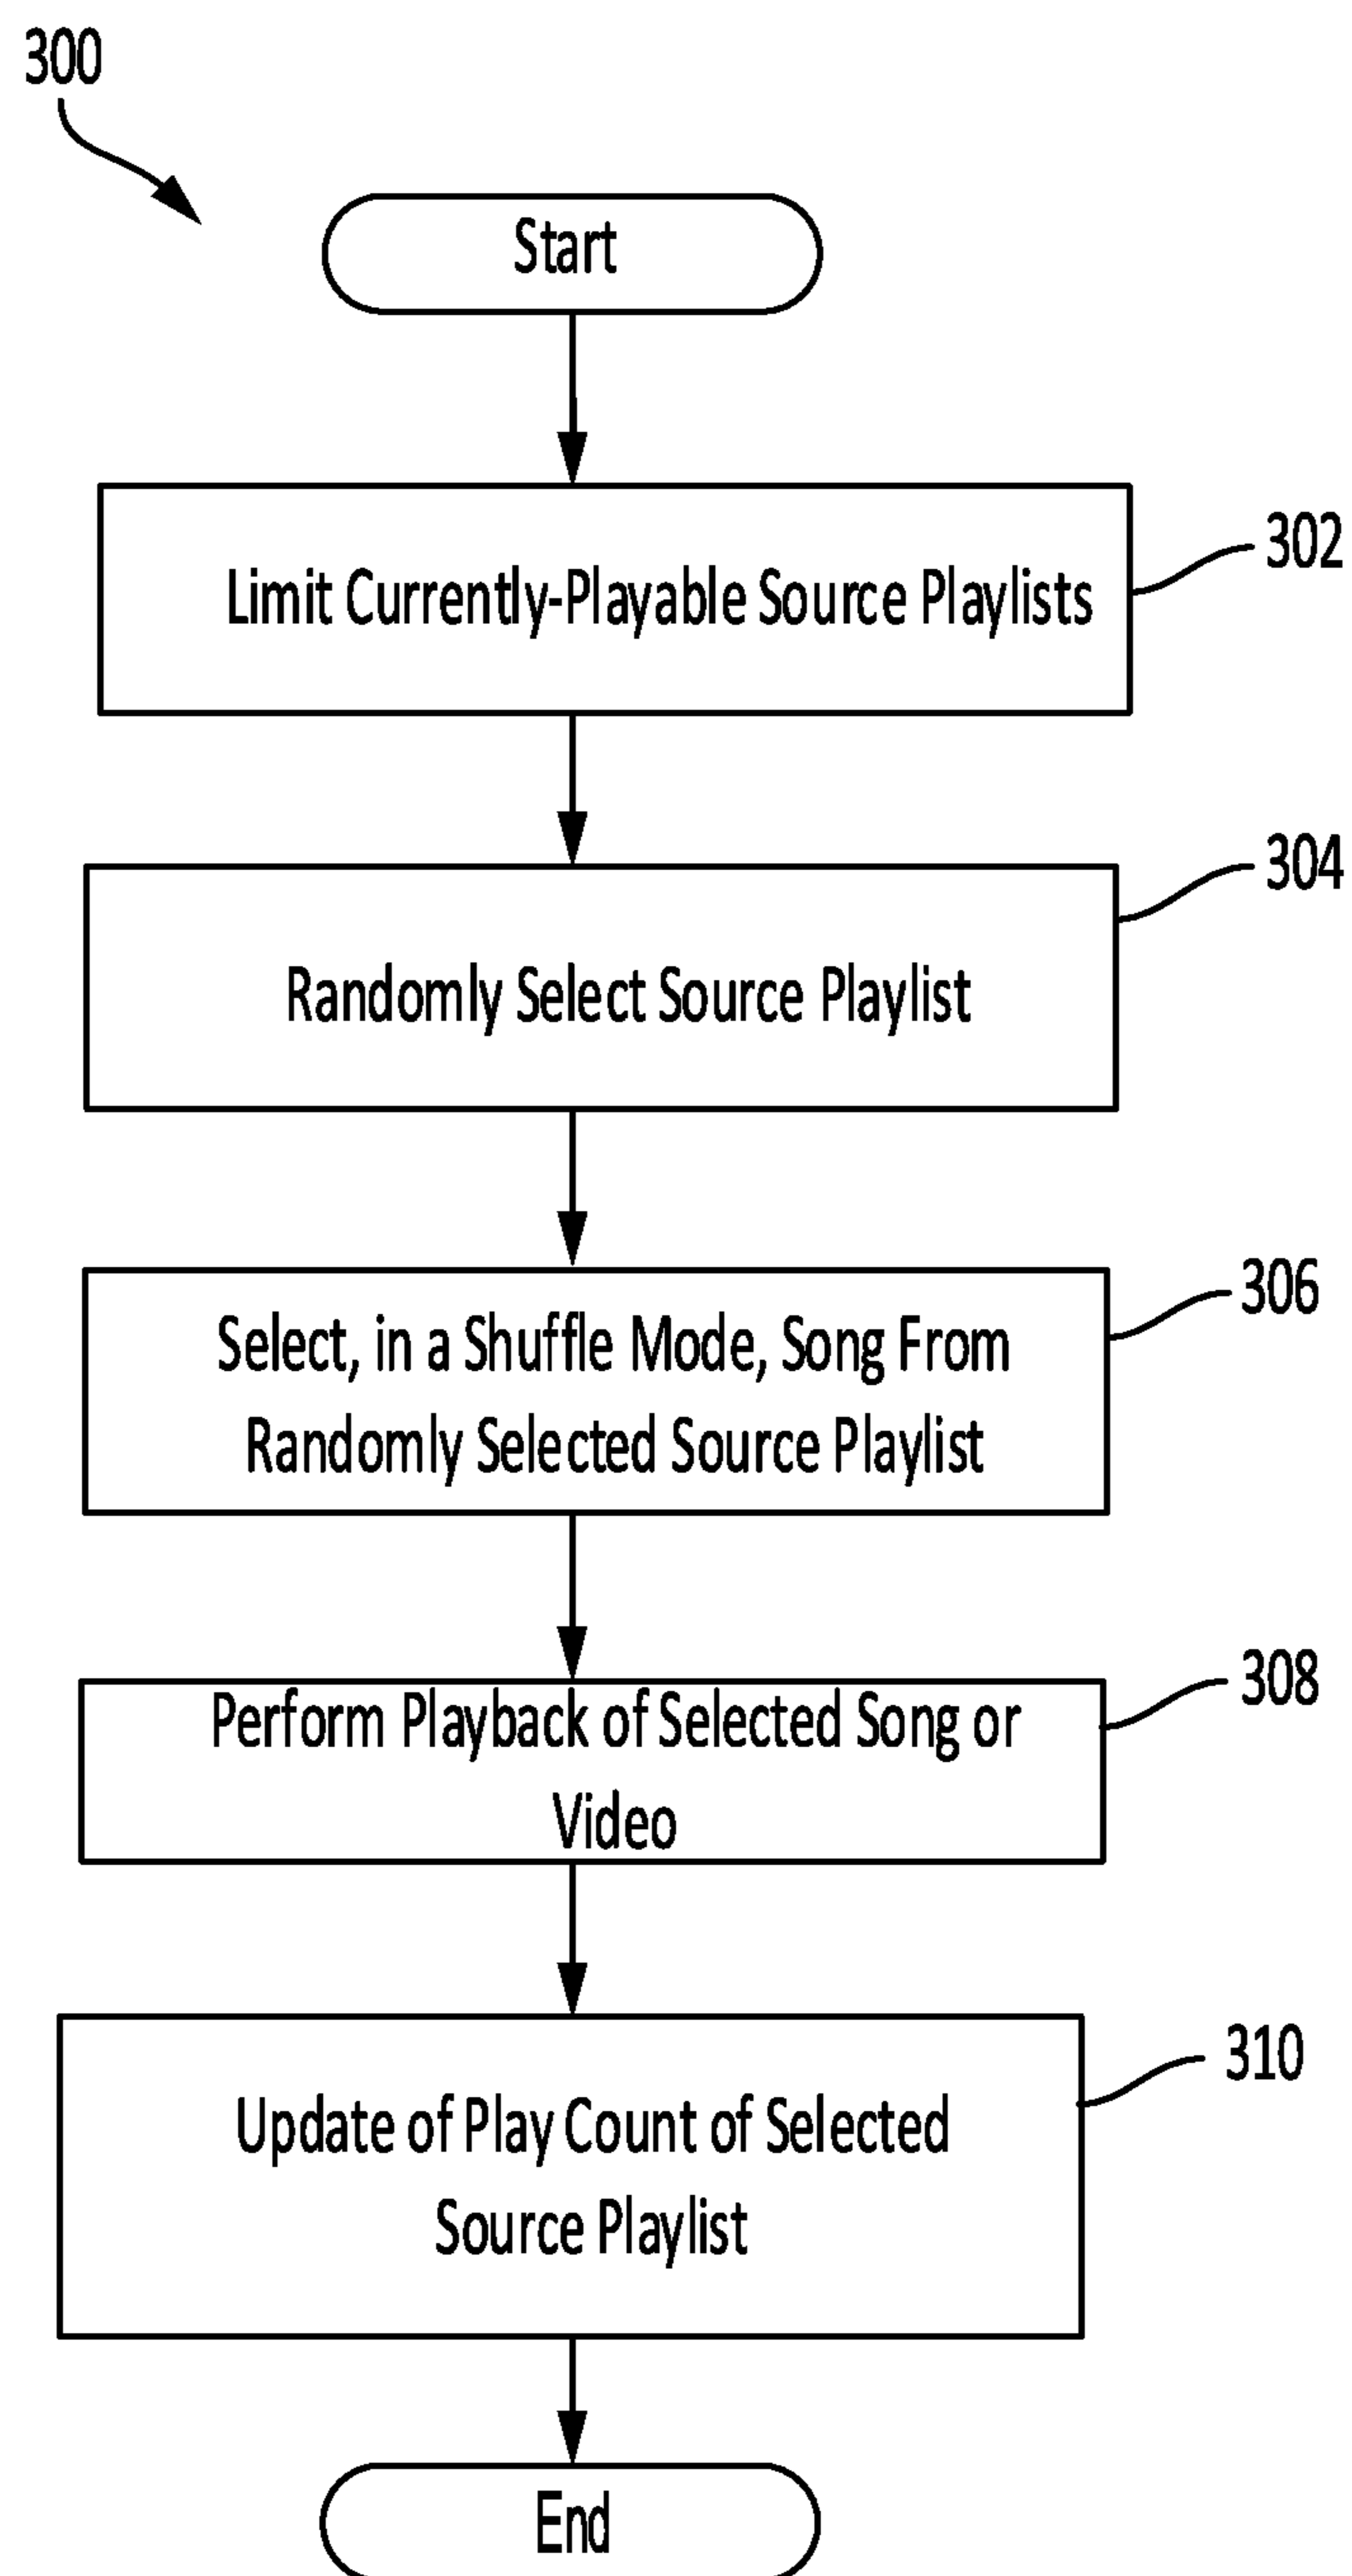 300
Start
Limit Currently-Playable Source Playlists
302
304
Randomly Select Source Playlist
306
Select, in a Shuffle Mode, Song From
Randomly Selected Source Playlist
308
Perform Playback of Selected Song or
Video
310
Update of Play Count of Selected
Source Playlist
End